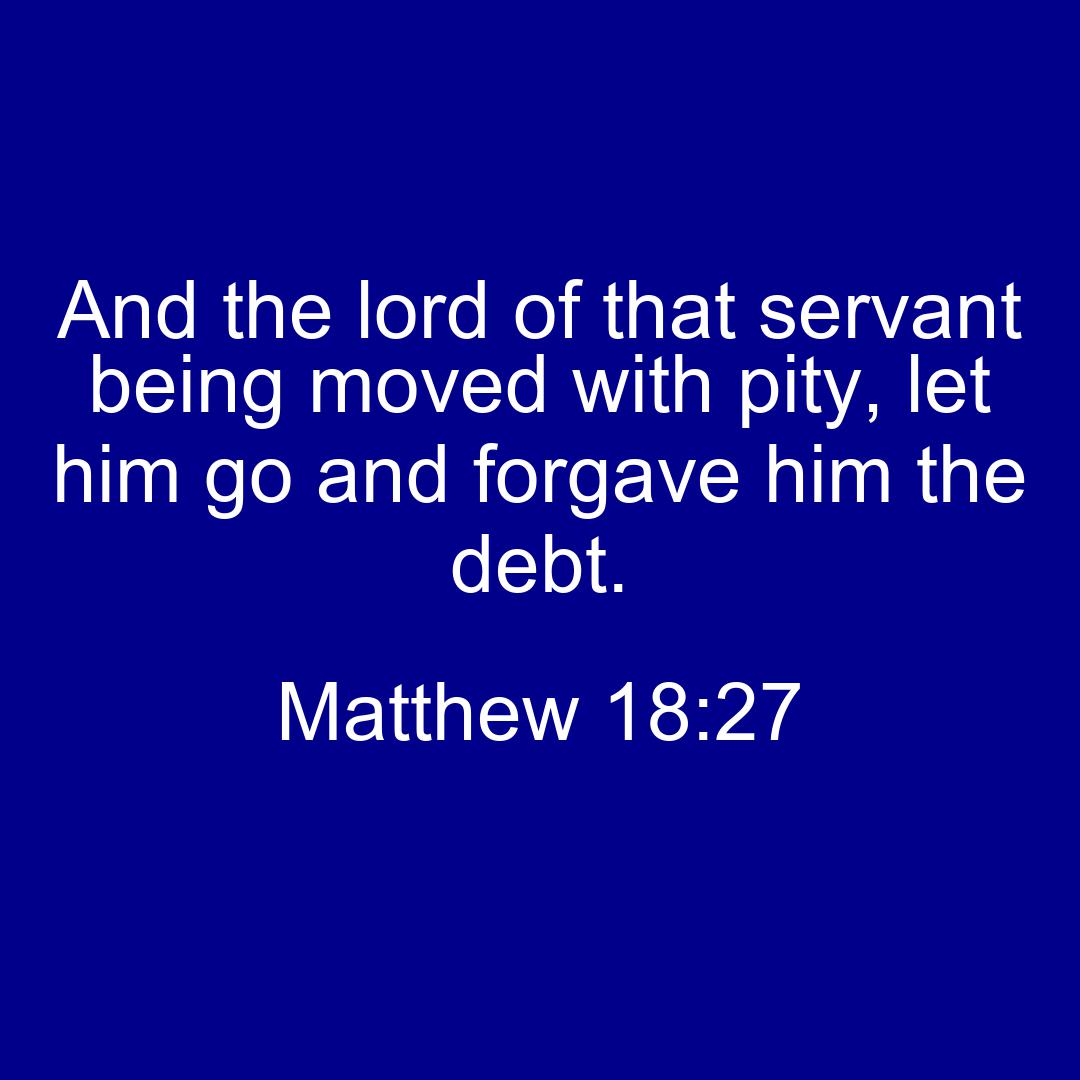 And the lord of that servant
being moved with pity, let
him go and forgave him the
debt.
Matthew 18:27